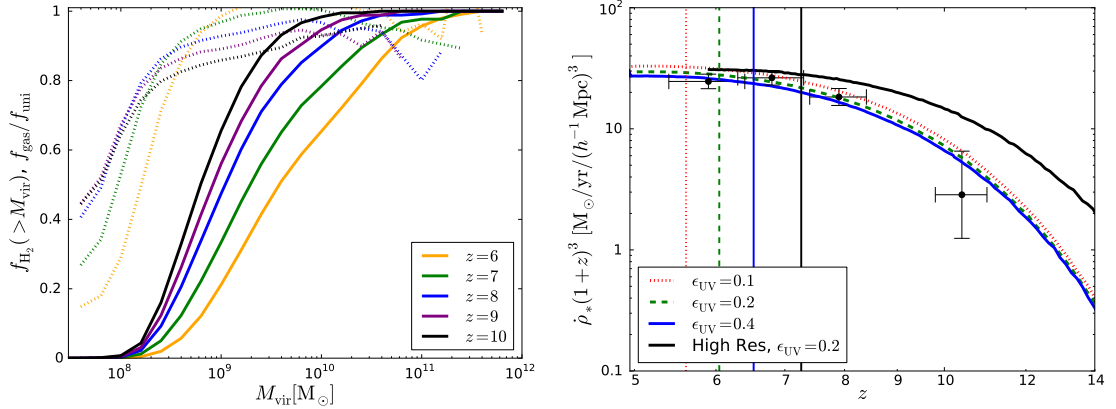 1
0.8
0.6
0.4
0.2
0
f_{H_2}(>M_{vir}), f_{gas}/f_{uni}
z=6
z=7
z=8
z=9
z=10
10^8 10^9 10^{10} 10^{11} 10^{12}
M_{vir}[M_⊙]
10^2
10
1
0.1
ρ̇_*(1+z)^3 [M_⊙/yr/(h^{-1}Mpc)^3 ]
ϵ_{UV}=0.1
ϵ_{UV}=0.2
ϵ_{UV}=0.4
High Res, ϵ_{UV}=0.2
5 6 7 8 9 10 12 14
z